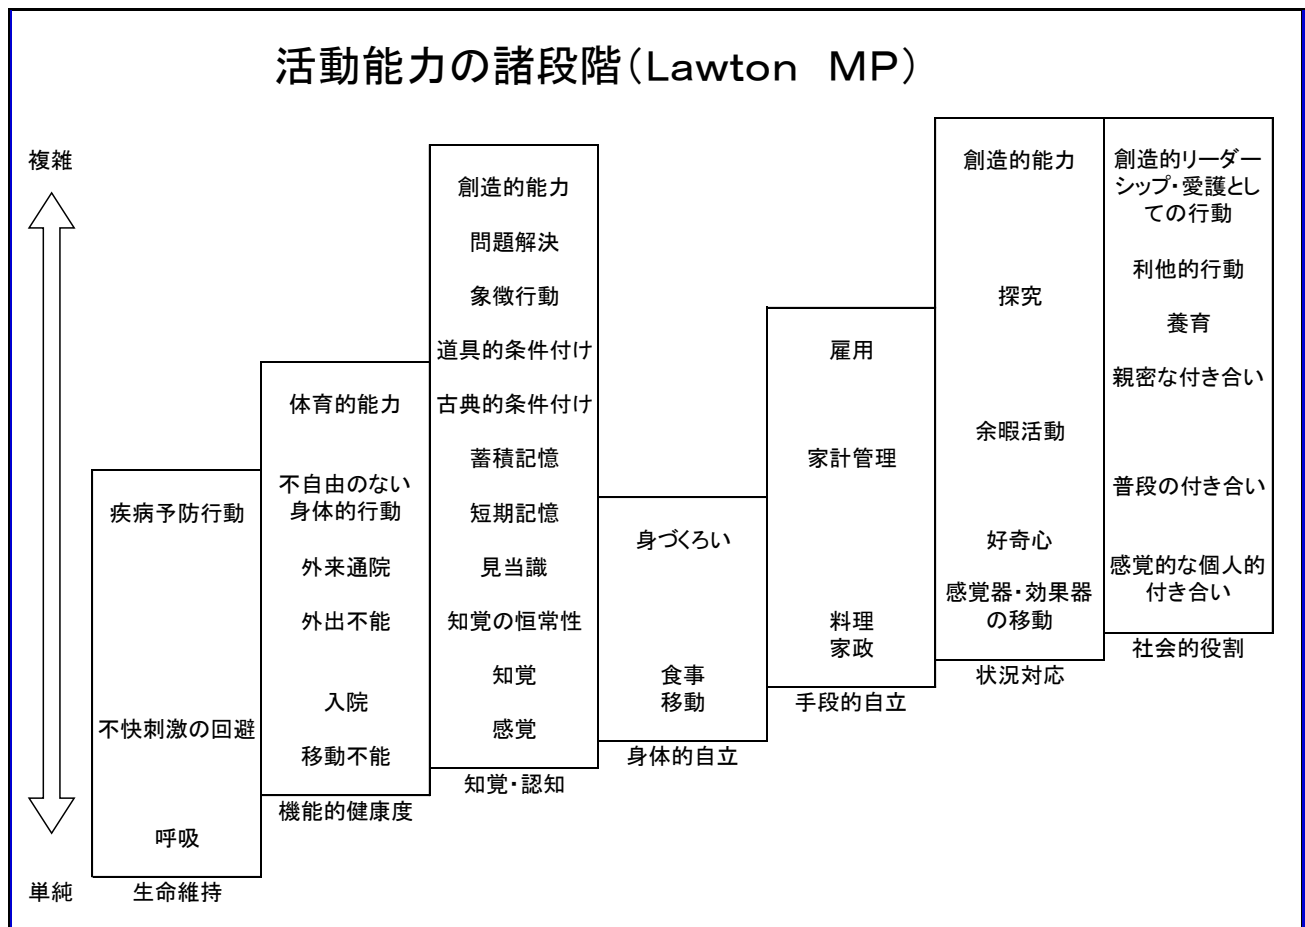 活動能力の諸段階(Lawton MP)
複雑
単純
疾病予防行動
不快刺激の回避
呼吸
生命維持
体育的能力
不自由のない
身体的行動
外来通院
外出不能
入院
移動不能
機能的健康度
創造的能力
問題解決
象徴行動
道具的条件付け
古典的条件付け
蓄積記憶
短期記憶
見当識
知覚の恒常性
知覚
感覚
知覚・認知
身づくろい
食事
移動
身体的自立
雇用
家計管理
料理
家政
手段的自立
創造的能力
探究
余暇活動
好奇心
感覚器・効果器
の移動
状況対応
創造的リーダー
シップ・愛護とし
ての行動
利他的行動
養育
親密な付き合い
普段の付き合い
感覚的な個人的
付き合い
社会的役割